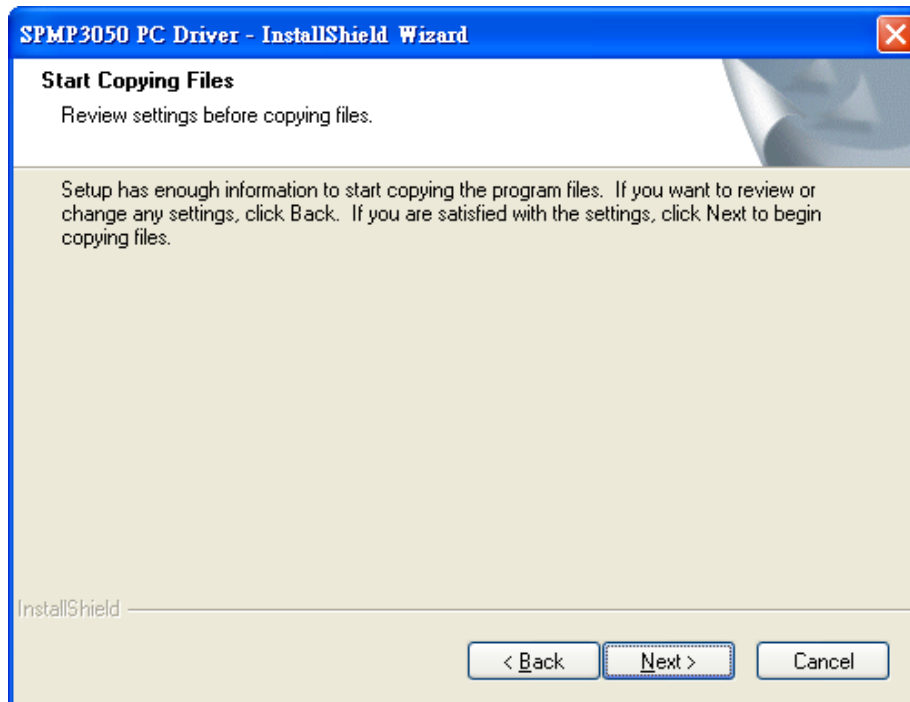 SPMP3050 PC Driver - InstallShield Wizard
Start Copying Files
Review settings before copying files.
Setup has enough information to start copying the program files.  If you want to review or
change any settings, click Back.  If you are satisfied with the settings, click Next to begin
copying files.
InstallShield
< Back
Next >
Cancel